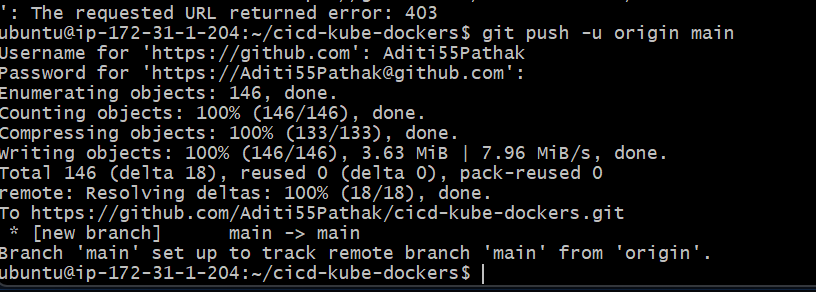 ': The requested URL returned error: 403
ubuntu@ip-172-31-1-204:~/cicd-kube-dockers$ git push -u origin main
Username for 'https://github.com': Aditi55Pathak
Password for 'https://Aditi55Pathak@github.com':
Enumerating objects: 146, done.
Counting objects: 100% (146/146), done.
Compressing objects: 100% (133/133), done.
Writing objects: 100% (146/146), 3.63 MiB | 7.96 MiB/s, done.
Total 146 (delta 18), reused 0 (delta 0), pack-reused 0
remote: Resolving deltas: 100% (18/18), done.
To https://github.com/Aditi55Pathak/cicd-kube-dockers.git
 * [new branch]      main -> main
Branch 'main' set up to track remote branch 'main' from 'origin'.
ubuntu@ip-172-31-1-204:~/cicd-kube-dockers$